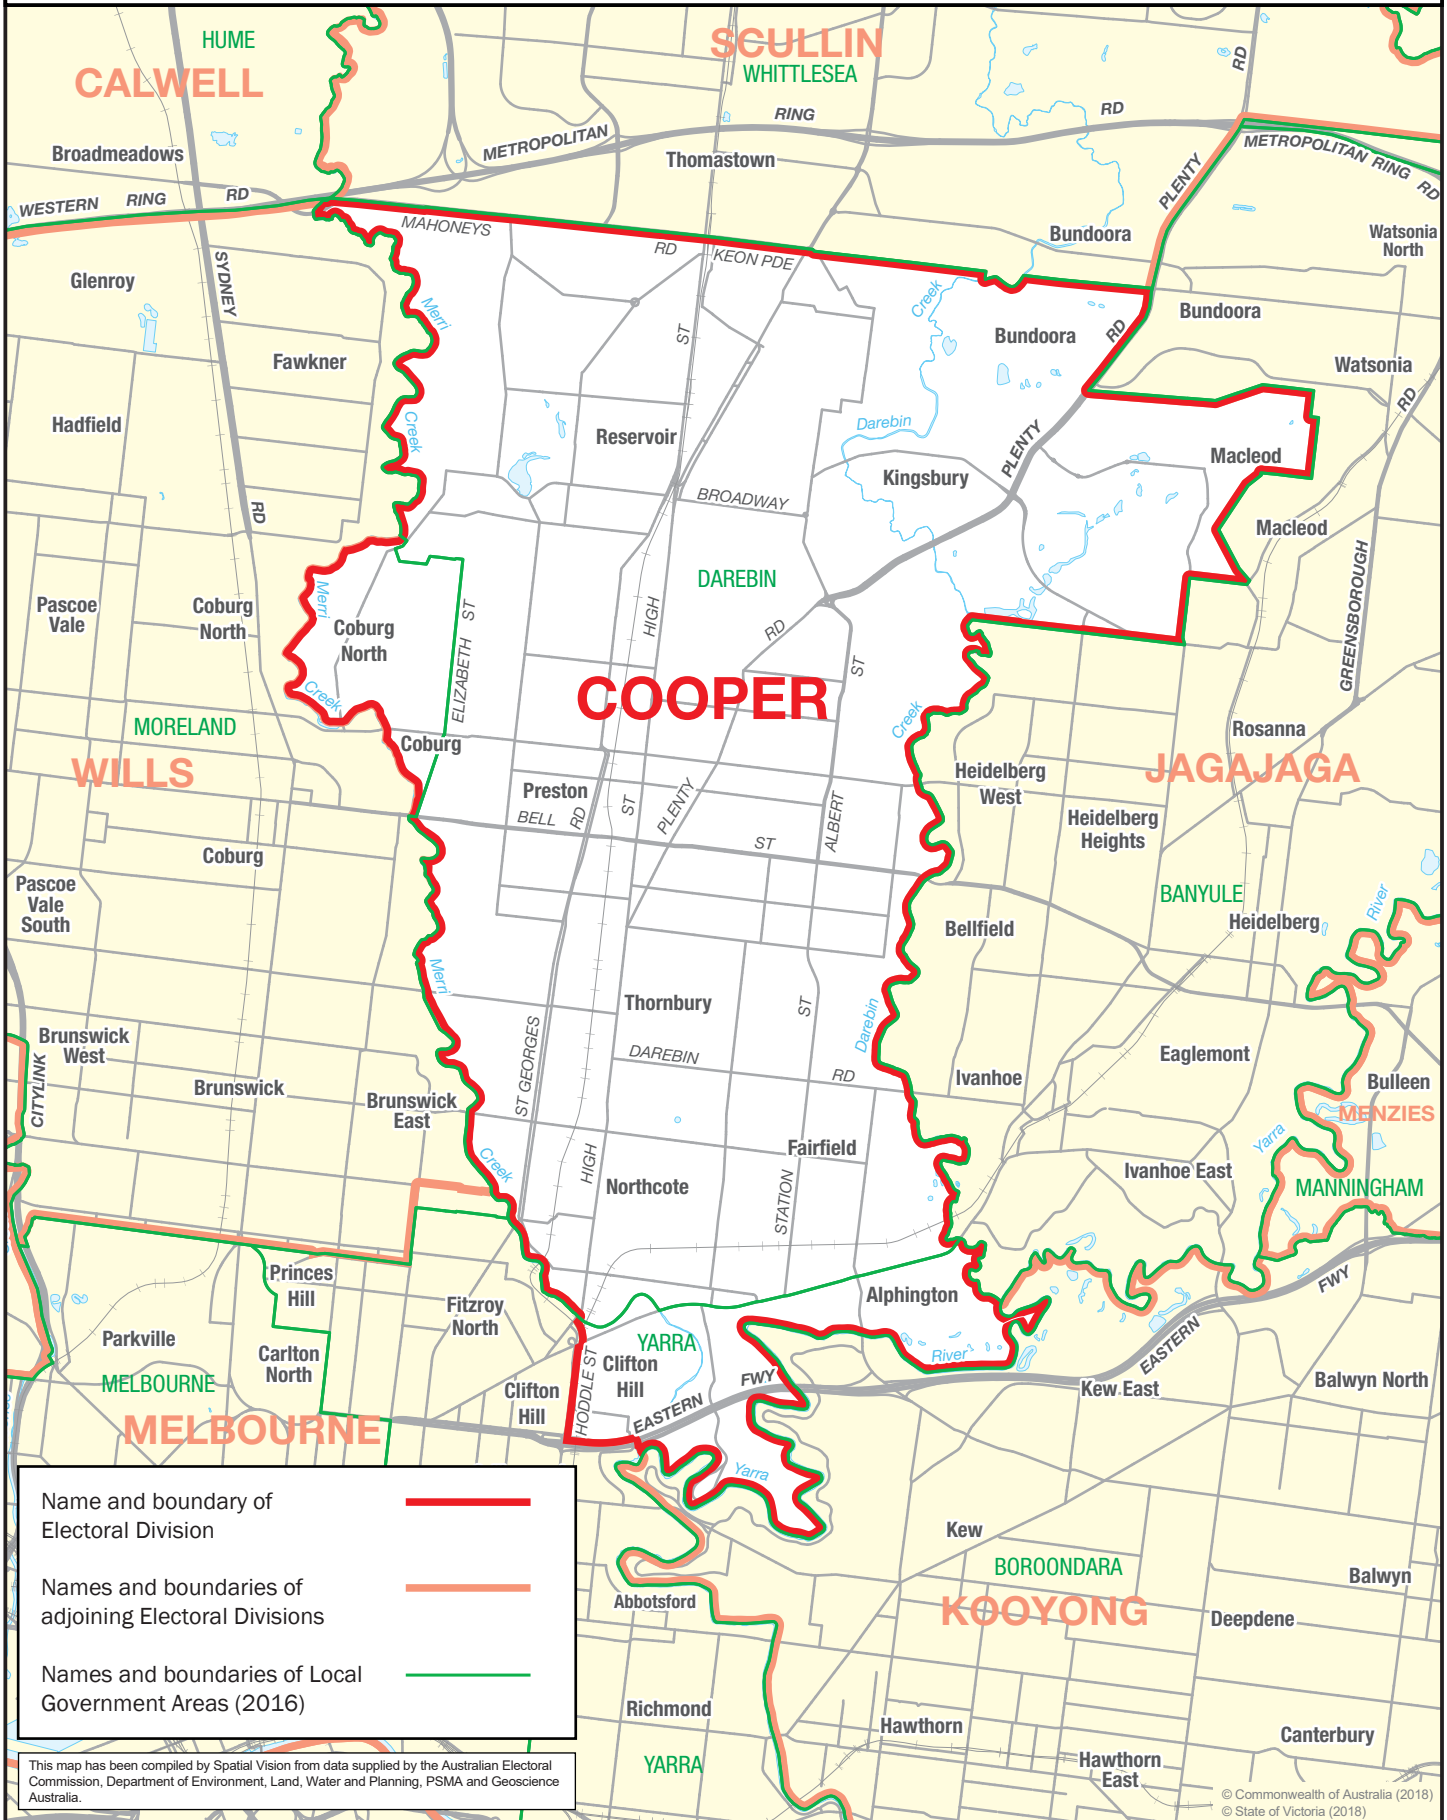 HUME
SCULLIN
CALWELL
WHITTLESEA
RD
RING
RD
METROPOLITAN
Broadmeadows
Thomastown
METROPOLITAN RING RD
PLENTY
WESTERN RING RD
MAHONEYS
RD
KEON PDE
Bundoora
Watsonia
North
Glenroy
SYDNEY
Merri
ST
Creek
Bundoora
Bundoora
RD
Fawkner
Watsonia
RD
Hadfield
Creek
Reservoir
Darebin
PLENTY
Macleod
Kingsbury
RD
BROADWAY
Macleod
DAREBIN
GREENSBOROUGH
Pascoe
Vale
Coburg
North
Merri
Coburg
North
ST
ELIZABETH
HIGH
RD
ST
COOPER
Creek
Creek
MORELAND
Coburg
Rosanna
WILLS
JAGAJAGA
Heidelberg
West
Preston
BELL
RD
ST
PLENTY
ST
ALBERT
Heidelberg
Heights
Coburg
Pascoe
Vale
South
BANYULE
River
Heidelberg
Bellfield
Merri
Thornbury
ST
Darebin
Brunswick
West
CITYLINK
ST GEORGES
DAREBIN
RD
Eaglemont
Ivanhoe
Bulleen
MENZIES
Brunswick
Brunswick
East
Yarra
Creek
HIGH
Fairfield
Ivanhoe East
Northcote
STATION
MANNINGHAM
Princes
Hill
Fitzroy
North
Alphington
FWY
Parkville
YARRA
River
EASTERN
Carlton
North
HODDLE ST
Clifton
Hill
MELBOURNE
Clifton
Hill
FWY
EASTERN
Kew East
Balwyn North
MELBOURNE
Yarra
Name and boundary of
Electoral Division
Kew
BOROONDARA
Names and boundaries of
adjoining Electoral Divisions
Balwyn
Abbotsford
KOOYONG
Deepdene
Names and boundaries of Local
Government Areas (2016)
Richmond
Hawthorn
Canterbury
YARRA
Hawthorn
East
This map has been compiled by Spatial Vision from data supplied by the Australian Electoral
Commission, Department of Environment, Land, Water and Planning, PSMA and Geoscience
Australia.
© Commonwealth of Australia (2018)
© State of Victoria (2018)